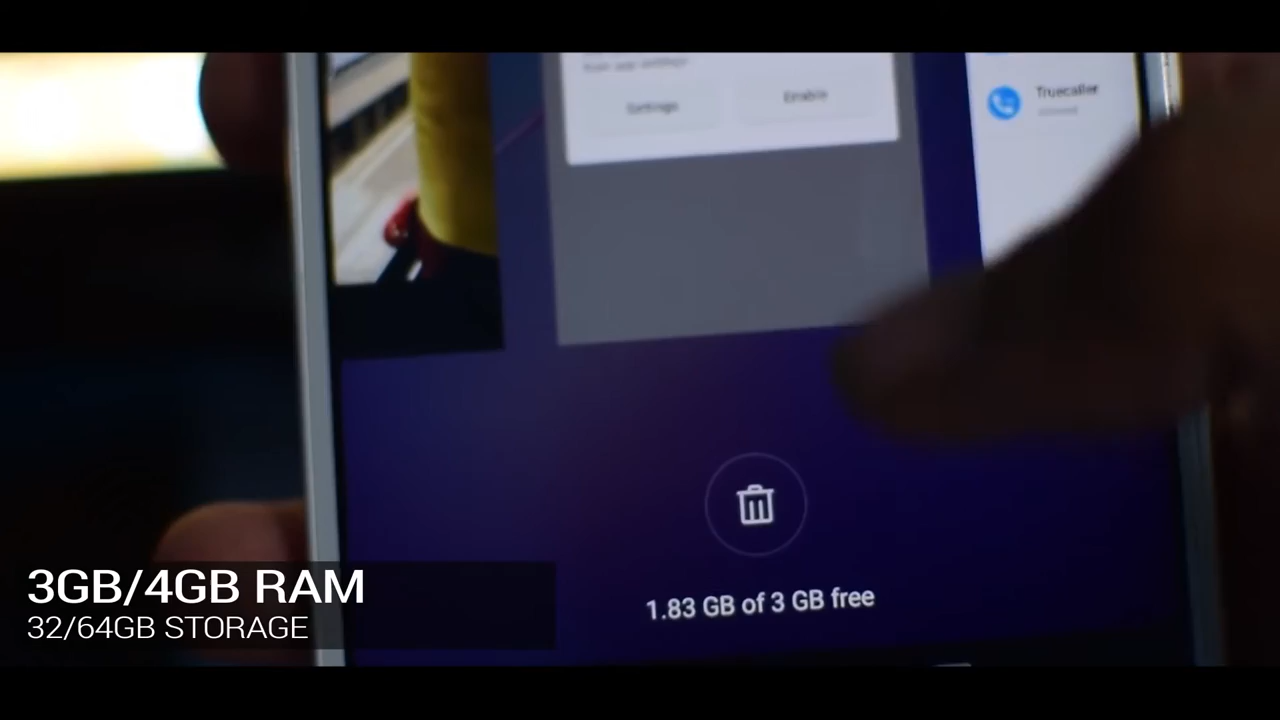 Settings
Enable
Truecaller
1.83 GB of 3 GB free
3GB/4GB RAM
32/64GB STORAGE